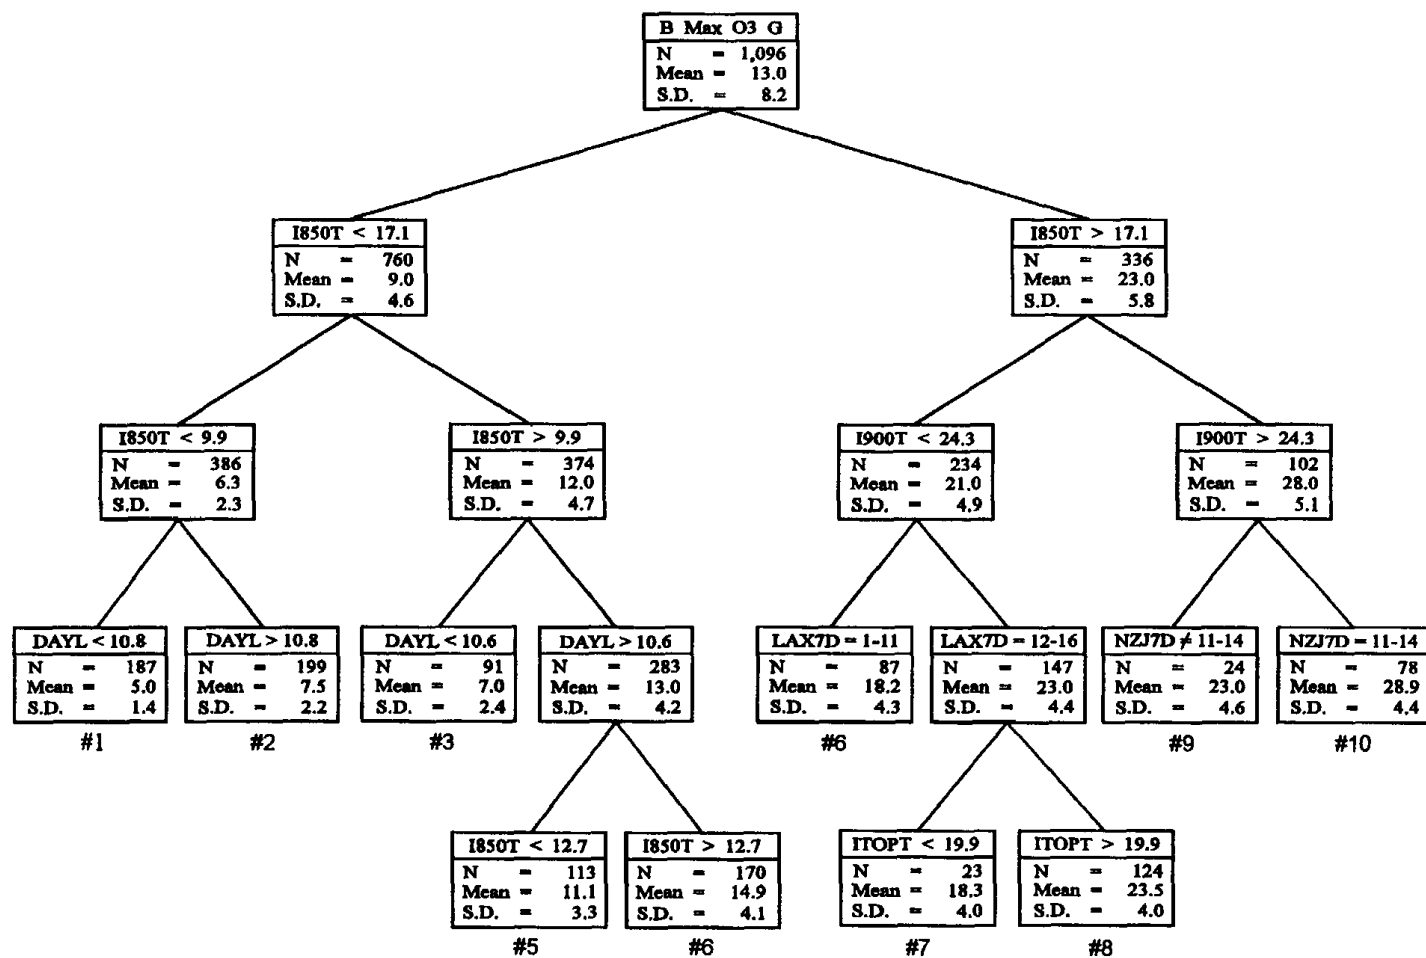 B Max O3 G
N = 1,096
Mean = 13.0
S.D. = 8.2
I850T < 17.1
N = 760
Mean = 9.0
S.D. = 4.6
I850T > 17.1
N = 336
Mean = 23.0
S.D. = 5.8
I850T < 9.9
N = 386
Mean = 6.3
S.D. = 2.3
I850T > 9.9
N = 374
Mean = 12.0
S.D. = 4.7
I900T < 24.3
N = 234
Mean = 21.0
S.D. = 4.9
I900T > 24.3
N = 102
Mean = 28.0
S.D. = 5.1
DAYL < 10.8
N = 187
Mean = 5.0
S.D. = 1.4
#1
DAYL > 10.8
N = 199
Mean = 7.5
S.D. = 2.2
#2
DAYL < 10.6
N = 91
Mean = 7.0
S.D. = 2.4
#3
DAYL > 10.6
N = 283
Mean = 13.0
S.D. = 4.2
LAX7D = 1-11
N = 87
Mean = 18.2
S.D. = 4.3
#6
LAX7D = 12-16
N = 147
Mean = 23.0
S.D. = 4.4
NZJ7D ≠ 11-14
N = 24
Mean = 23.0
S.D. = 4.6
#9
NZJ7D = 11-14
N = 78
Mean = 28.9
S.D. = 4.4
#10
I850T < 12.7
N = 113
Mean = 11.1
S.D. = 3.3
#5
I850T > 12.7
N = 170
Mean = 14.9
S.D. = 4.1
#6
ITOPT < 19.9
N = 23
Mean = 18.3
S.D. = 4.0
#7
ITOPT > 19.9
N = 124
Mean = 23.5
S.D. = 4.0
#8